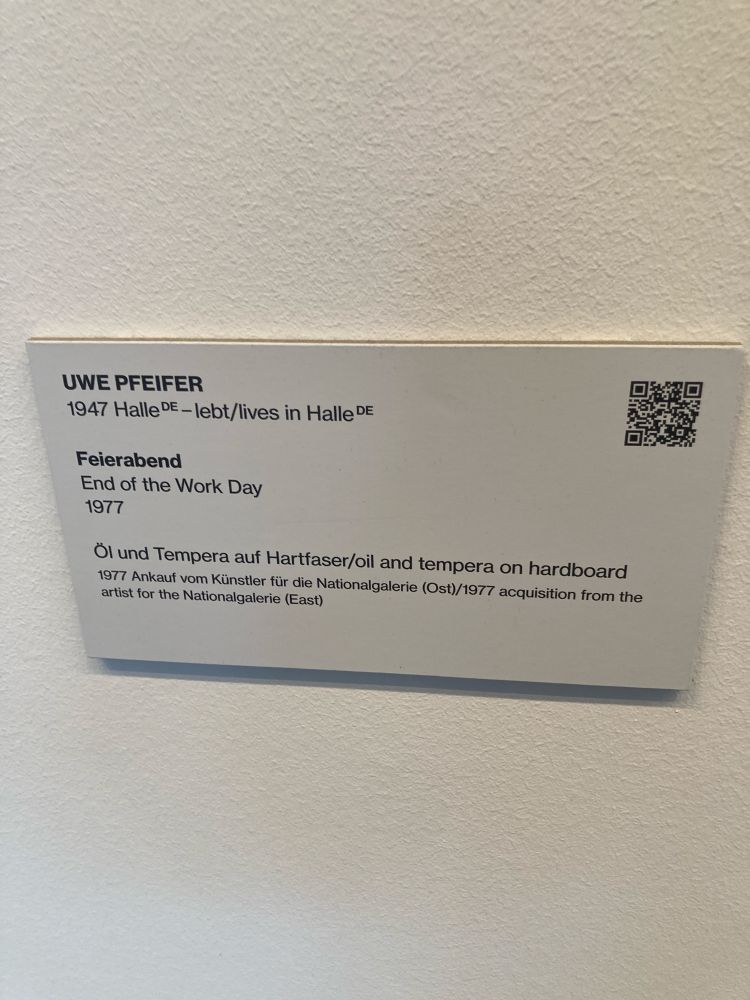 UWE PFEIFER
1947 Halle DE – lebt/lives in Halle DE
Feierabend
End of the Work Day
1977
Öl und Tempera auf Hartfaser/oil and tempera on hardboard
1977 Ankauf vom Künstler für die Nationalgalerie (Ost)/1977 acquisition from the
artist for the Nationalgalerie (East)